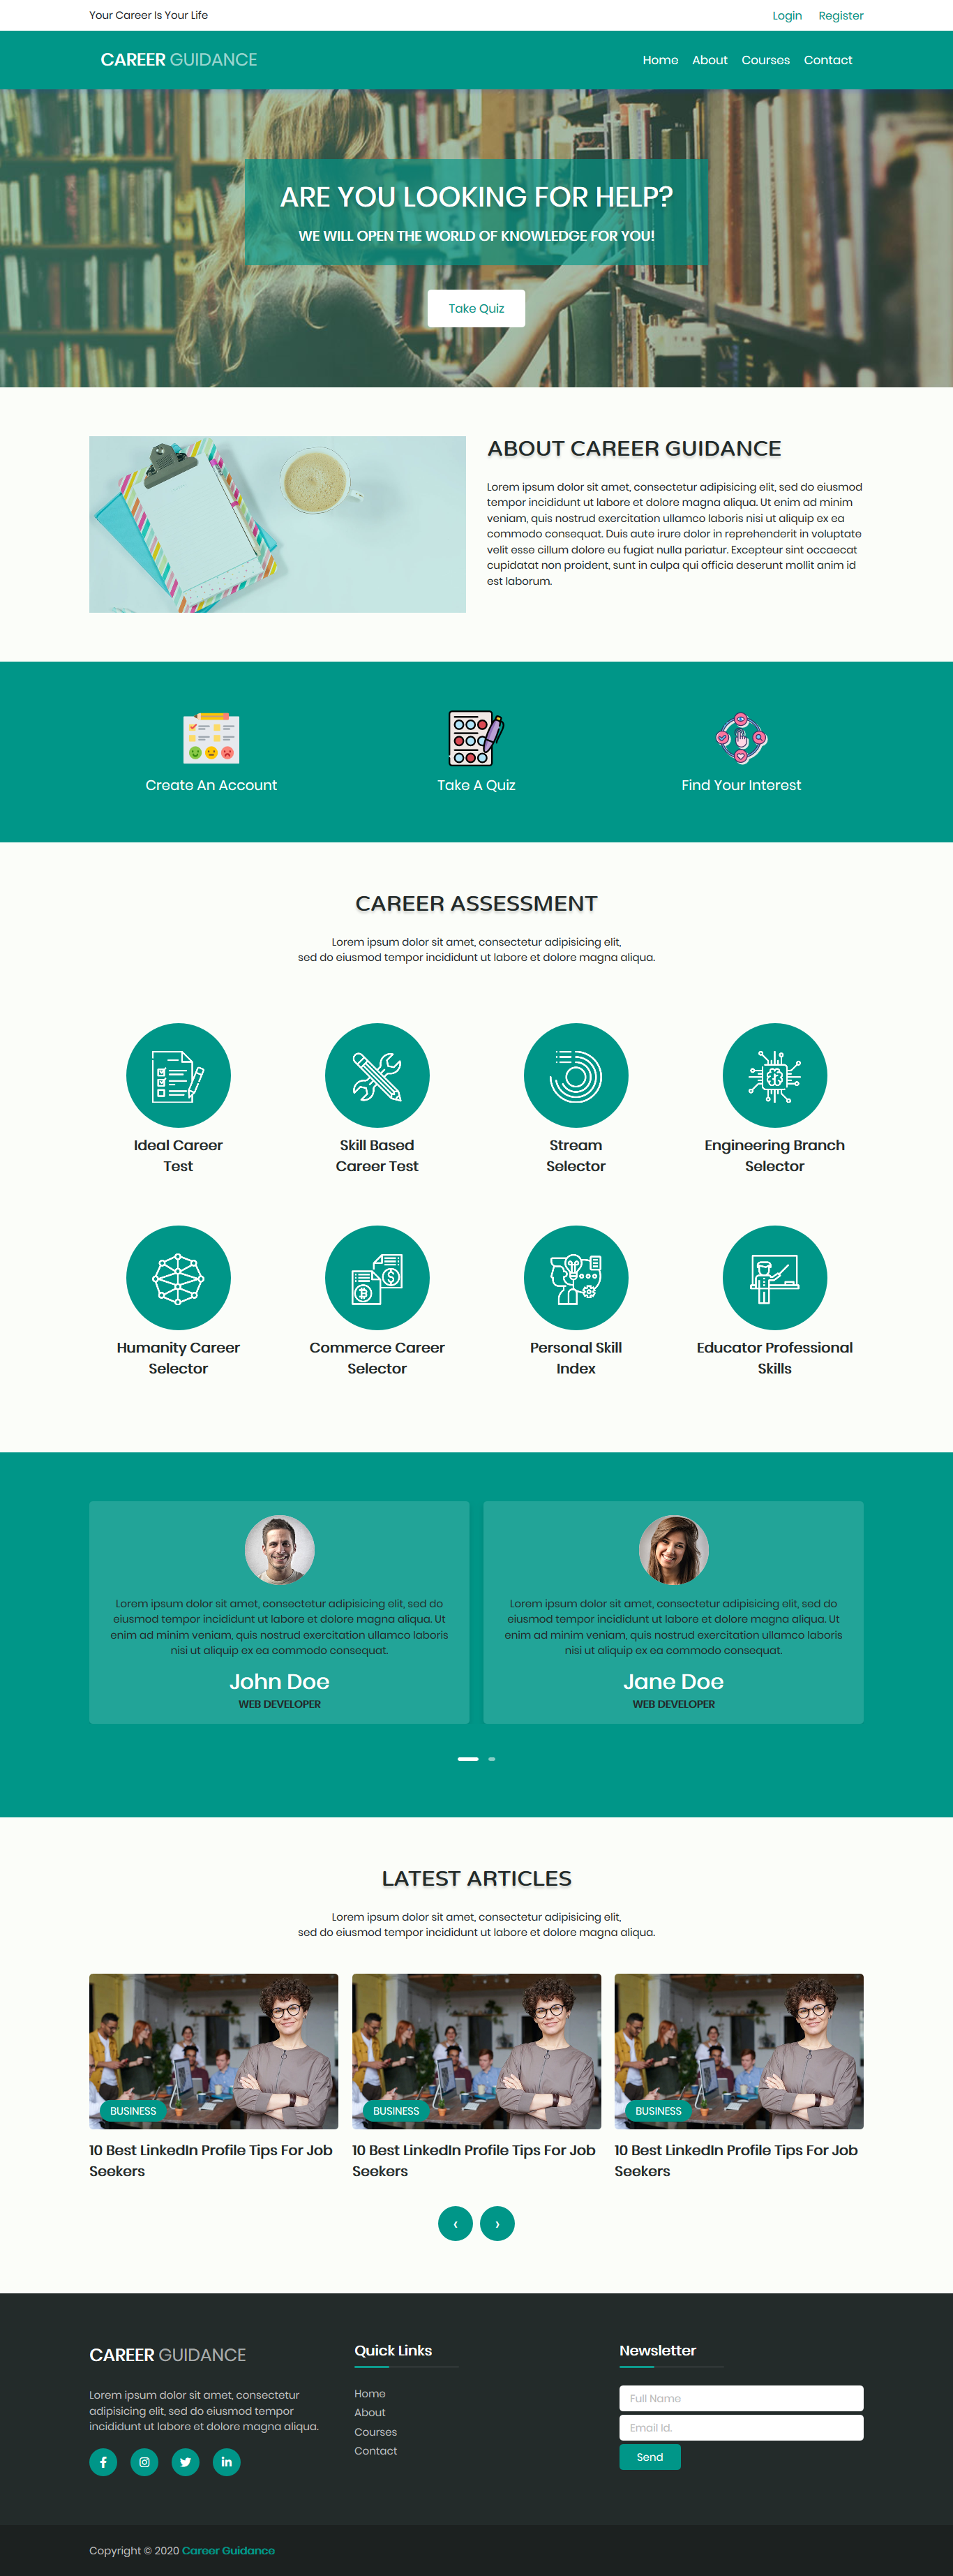 Your Career Is Your Life
Login Register
CAREER GUIDANCE
Home About Courses Contact
ARE YOU LOOKING FOR HELP?
WE WILL OPEN THE WORLD OF KNOWLEDGE FOR YOU!
Take Quiz
ABOUT CAREER GUIDANCE
Lorem ipsum dolor sit amet, consectetur adipisicing elit, sed do eiusmod
tempor incididunt ut labore et dolore magna aliqua. Ut enim ad minim
veniam, quis nostrud exercitation ullamco laboris nisi ut aliquip ex ea
commodo consequat. Duis aute irure dolor in reprehenderit in voluptate
velit esse cillum dolore eu fugiat nulla pariatur. Excepteur sint occaecat
cupidatat non proident, sunt in culpa qui officia deserunt mollit anim id
est laborum.
Create An Account
Take A Quiz
Find Your Interest
CAREER ASSESSMENT
Lorem ipsum dolor sit amet, consectetur adipisicing elit,
sed do eiusmod tempor incididunt ut labore et dolore magna aliqua.
Ideal Career
Test
Skill Based
Career Test
Stream
Selector
Engineering Branch
Selector
Humanity Career
Selector
Commerce Career
Selector
Personal Skill
Index
Educator Professional
Skills
Lorem ipsum dolor sit amet, consectetur adipisicing elit, sed do
eiusmod tempor incididunt ut labore et dolore magna aliqua. Ut
enim ad minim veniam, quis nostrud exercitation ullamco laboris
nisi ut aliquip ex ea commodo consequat.
John Doe
WEB DEVELOPER
Lorem ipsum dolor sit amet, consectetur adipisicing elit, sed do
eiusmod tempor incididunt ut labore et dolore magna aliqua. Ut
enim ad minim veniam, quis nostrud exercitation ullamco laboris
nisi ut aliquip ex ea commodo consequat.
Jane Doe
WEB DEVELOPER
LATEST ARTICLES
Lorem ipsum dolor sit amet, consectetur adipisicing elit,
sed do eiusmod tempor incididunt ut labore et dolore magna aliqua.
BUSINESS
10 Best LinkedIn Profile Tips For Job
Seekers
BUSINESS
10 Best LinkedIn Profile Tips For Job
Seekers
BUSINESS
10 Best LinkedIn Profile Tips For Job
Seekers
CAREER GUIDANCE
Lorem ipsum dolor sit amet, consectetur
adipisicing elit, sed do eiusmod tempor
incididunt ut labore et dolore magna aliqua.
Quick Links
Home
About
Courses
Contact
Newsletter
Full Name
Email Id.
Send
Copyright © 2020 Career Guidance